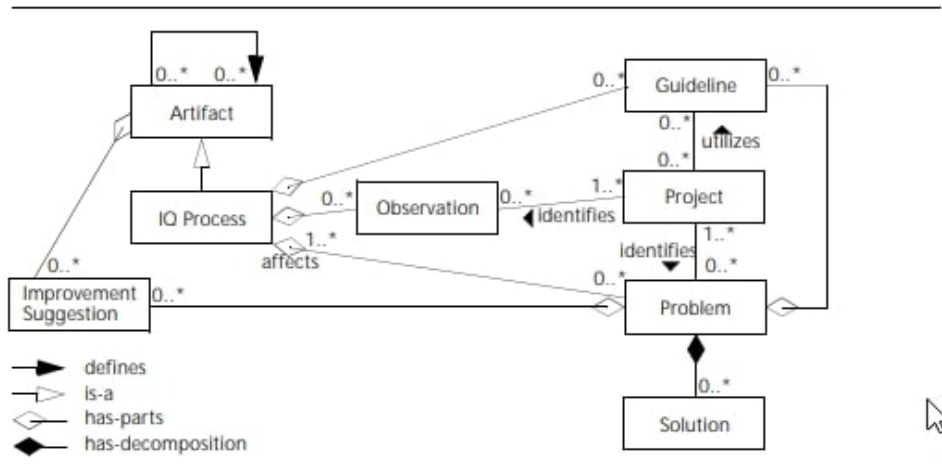 0..* 0..*
Artifact
0..* Guideline 0..*
0..*
utilizes
0..*
IQ Process
0..* Observation 0..*
1..* Project
identifies
1..*
affects
identifies
1..*
0..*
0..*
0..*
Improvement
Suggestion
0..*
Problem
defines
is-a
has-parts
has-decomposition
0..*
Solution